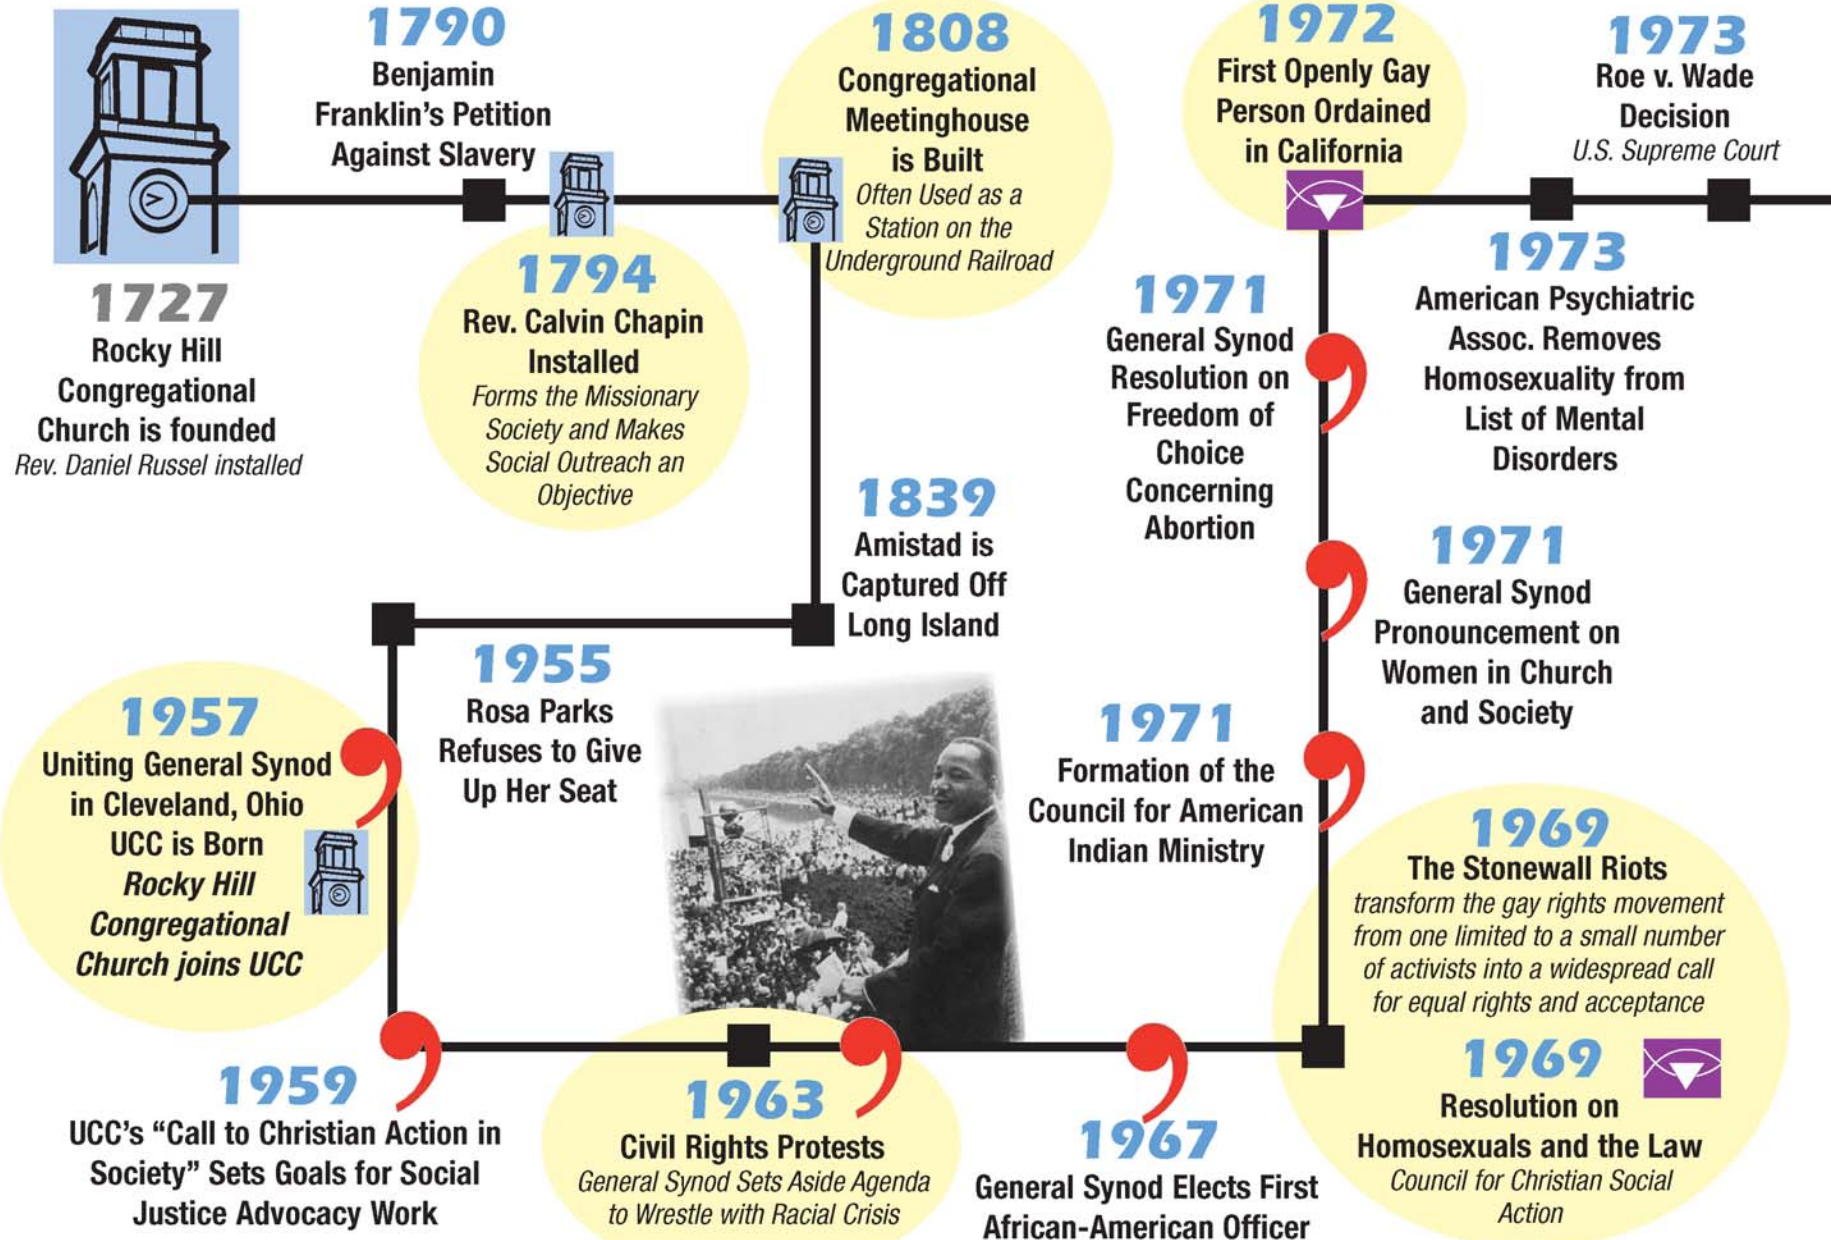 1727
Rocky Hill
Congregational
Church is founded
Rev. Daniel Russel installed
1790
Benjamin
Franklin’s Petition
Against Slavery
1794
Rev. Calvin Chapin
Installed
Forms the Missionary
Society and Makes
Social Outreach an
Objective
1808
Congregational
Meetinghouse
is Built
Often Used as a
Station on the
Underground Railroad
1839
Amistad is
Captured Off
Long Island
1955
Rosa Parks
Refuses to Give
Up Her Seat
1957
Uniting General Synod
in Cleveland, Ohio
UCC is Born
Rocky Hill
Congregational
Church joins UCC
1959
UCC’s “Call to Christian Action in
Society” Sets Goals for Social
Justice Advocacy Work
1963
Civil Rights Protests
General Synod Sets Aside Agenda
to Wrestle with Racial Crisis
1967
General Synod Elects First
African-American Officer
1969
The Stonewall Riots
transform the gay rights movement
from one limited to a small number
of activists into a widespread call
for equal rights and acceptance
1969
Resolution on
Homosexuals and the Law
Council for Christian Social
Action
1971
Formation of the
Council for American
Indian Ministry
1971
General Synod
Pronouncement on
Women in Church
and Society
1971
General Synod
Resolution on
Freedom of
Choice
Concerning
Abortion
1972
First Openly Gay
Person Ordained
in California
1973
American Psychiatric
Assoc. Removes
Homosexuality from
List of Mental
Disorders
1973
Roe v. Wade
Decision
U.S. Supreme Court